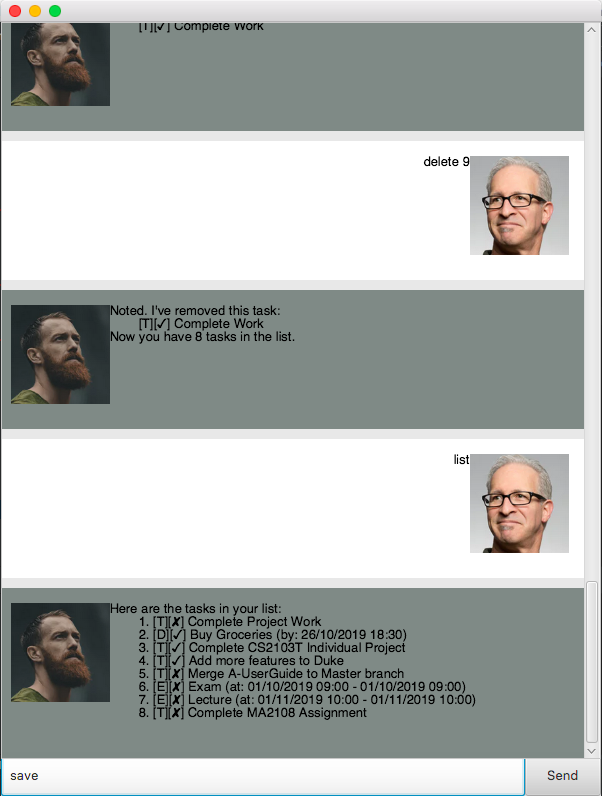 [T][✓] Complete Work
delete 9
Noted. I've removed this task:
[T][✓] Complete Work
Now you have 8 tasks in the list.
list
Here are the tasks in your list:
1. [T][✘] Complete Project Work
2. [D][✓] Buy Groceries (by: 26/10/2019 18:30)
3. [T][✓] Complete CS2103T Individual Project
4. [T][✓] Add more features to Duke
5. [T][✘] Merge A-UserGuide to Master branch
6. [E][✘] Exam (at: 01/10/2019 09:00 - 01/10/2019 09:00)
7. [E][✘] Lecture (at: 01/11/2019 10:00 - 01/11/2019 10:00)
8. [T][✘] Complete MA2108 Assignment
save
Send